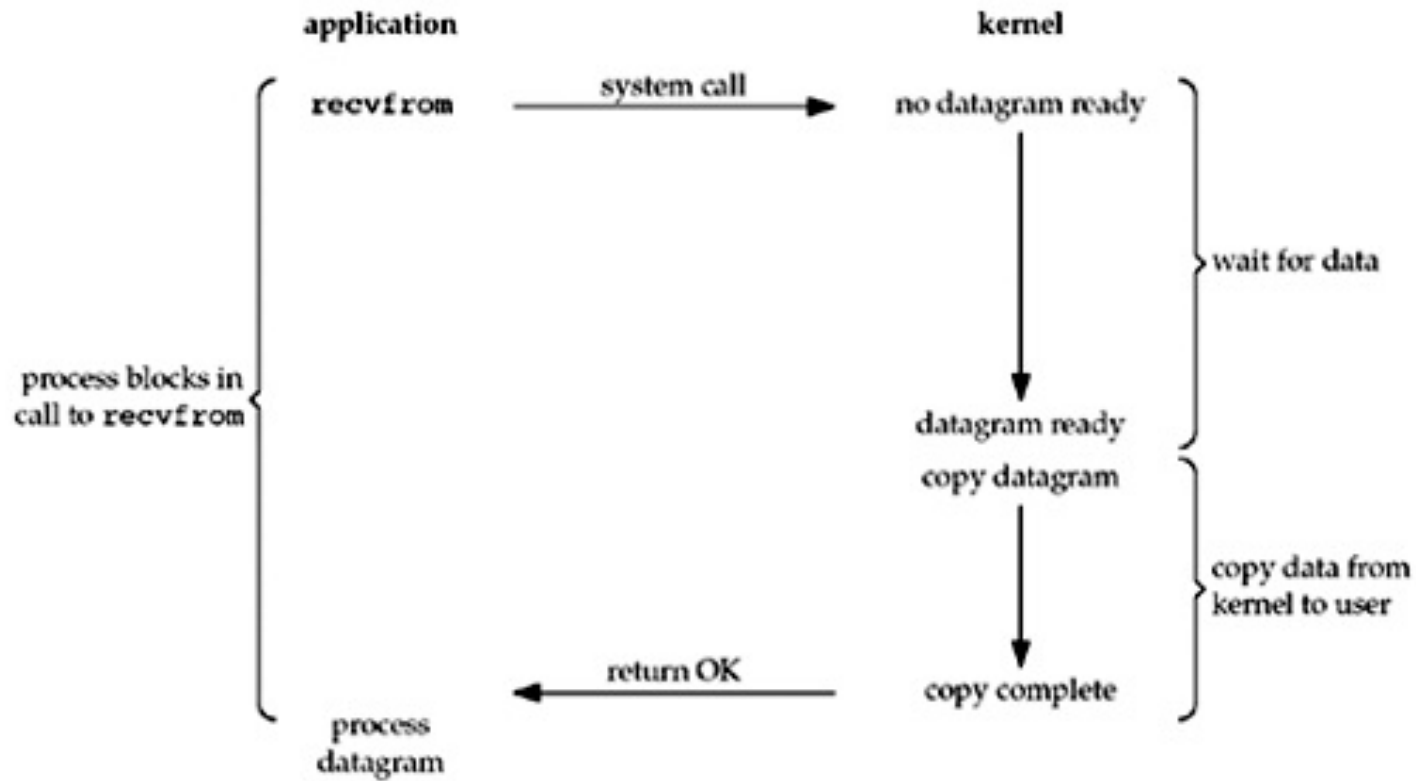 application
kernel
recvfrom
system call
no datagram ready
wait for data
process blocks in
call to recvfrom
datagram ready
copy datagram
copy data from
kernel to user
return OK
copy complete
process
datagram